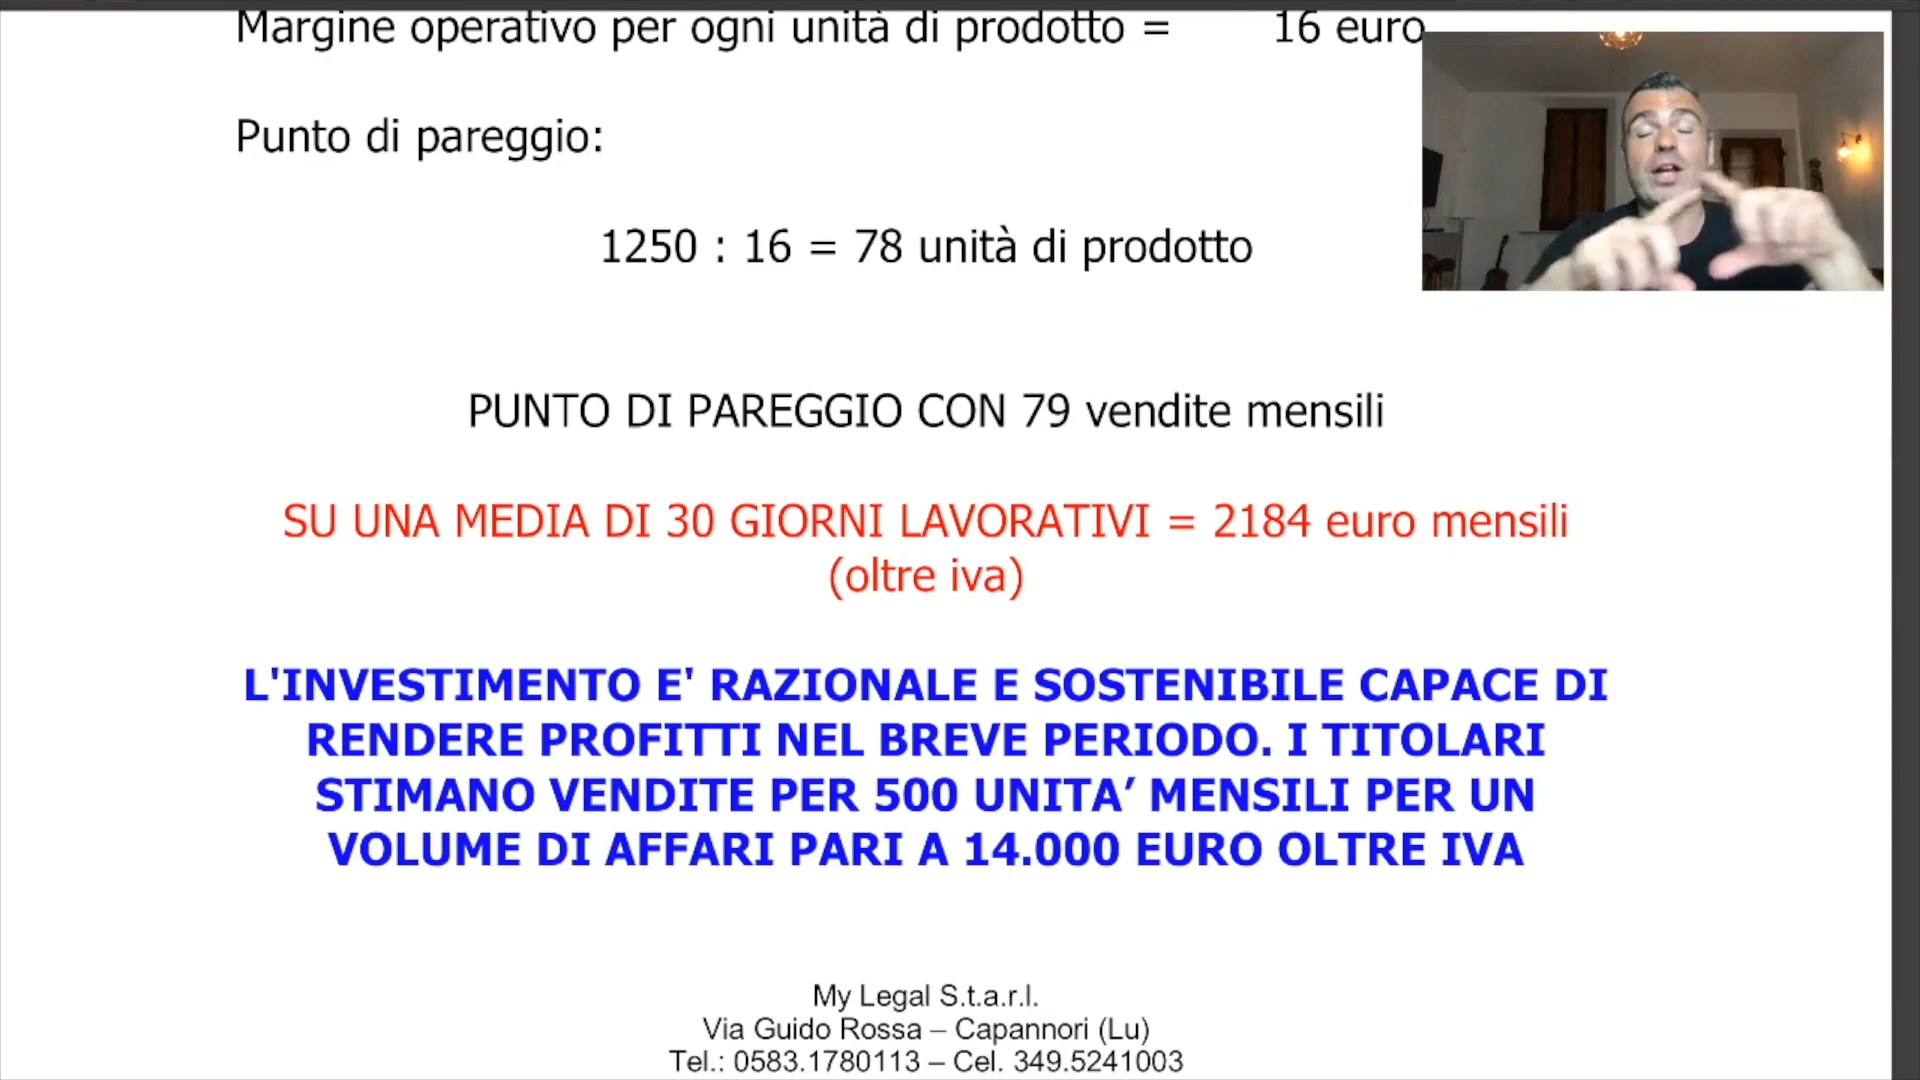 Margine operativo per ogni unità di prodotto = 16 euro
Punto di pareggio:
1250 : 16 = 78 unità di prodotto
PUNTO DI PAREGGIO CON 79 vendite mensili
SU UNA MEDIA DI 30 GIORNI LAVORATIVI = 2184 euro mensili
(oltre iva)
L'INVESTIMENTO E' RAZIONALE E SOSTENIBILE CAPACE DI
RENDERE PROFITTI NEL BREVE PERIODO. I TITOLARI
STIMANO VENDITE PER 500 UNITA’ MENSILI PER UN
VOLUME DI AFFARI PARI A 14.000 EURO OLTRE IVA
My Legal S.t.a.r.l.
Via Guido Rossa – Capannori (Lu)
Tel.: 0583.1780113 – Cel. 349.5241003